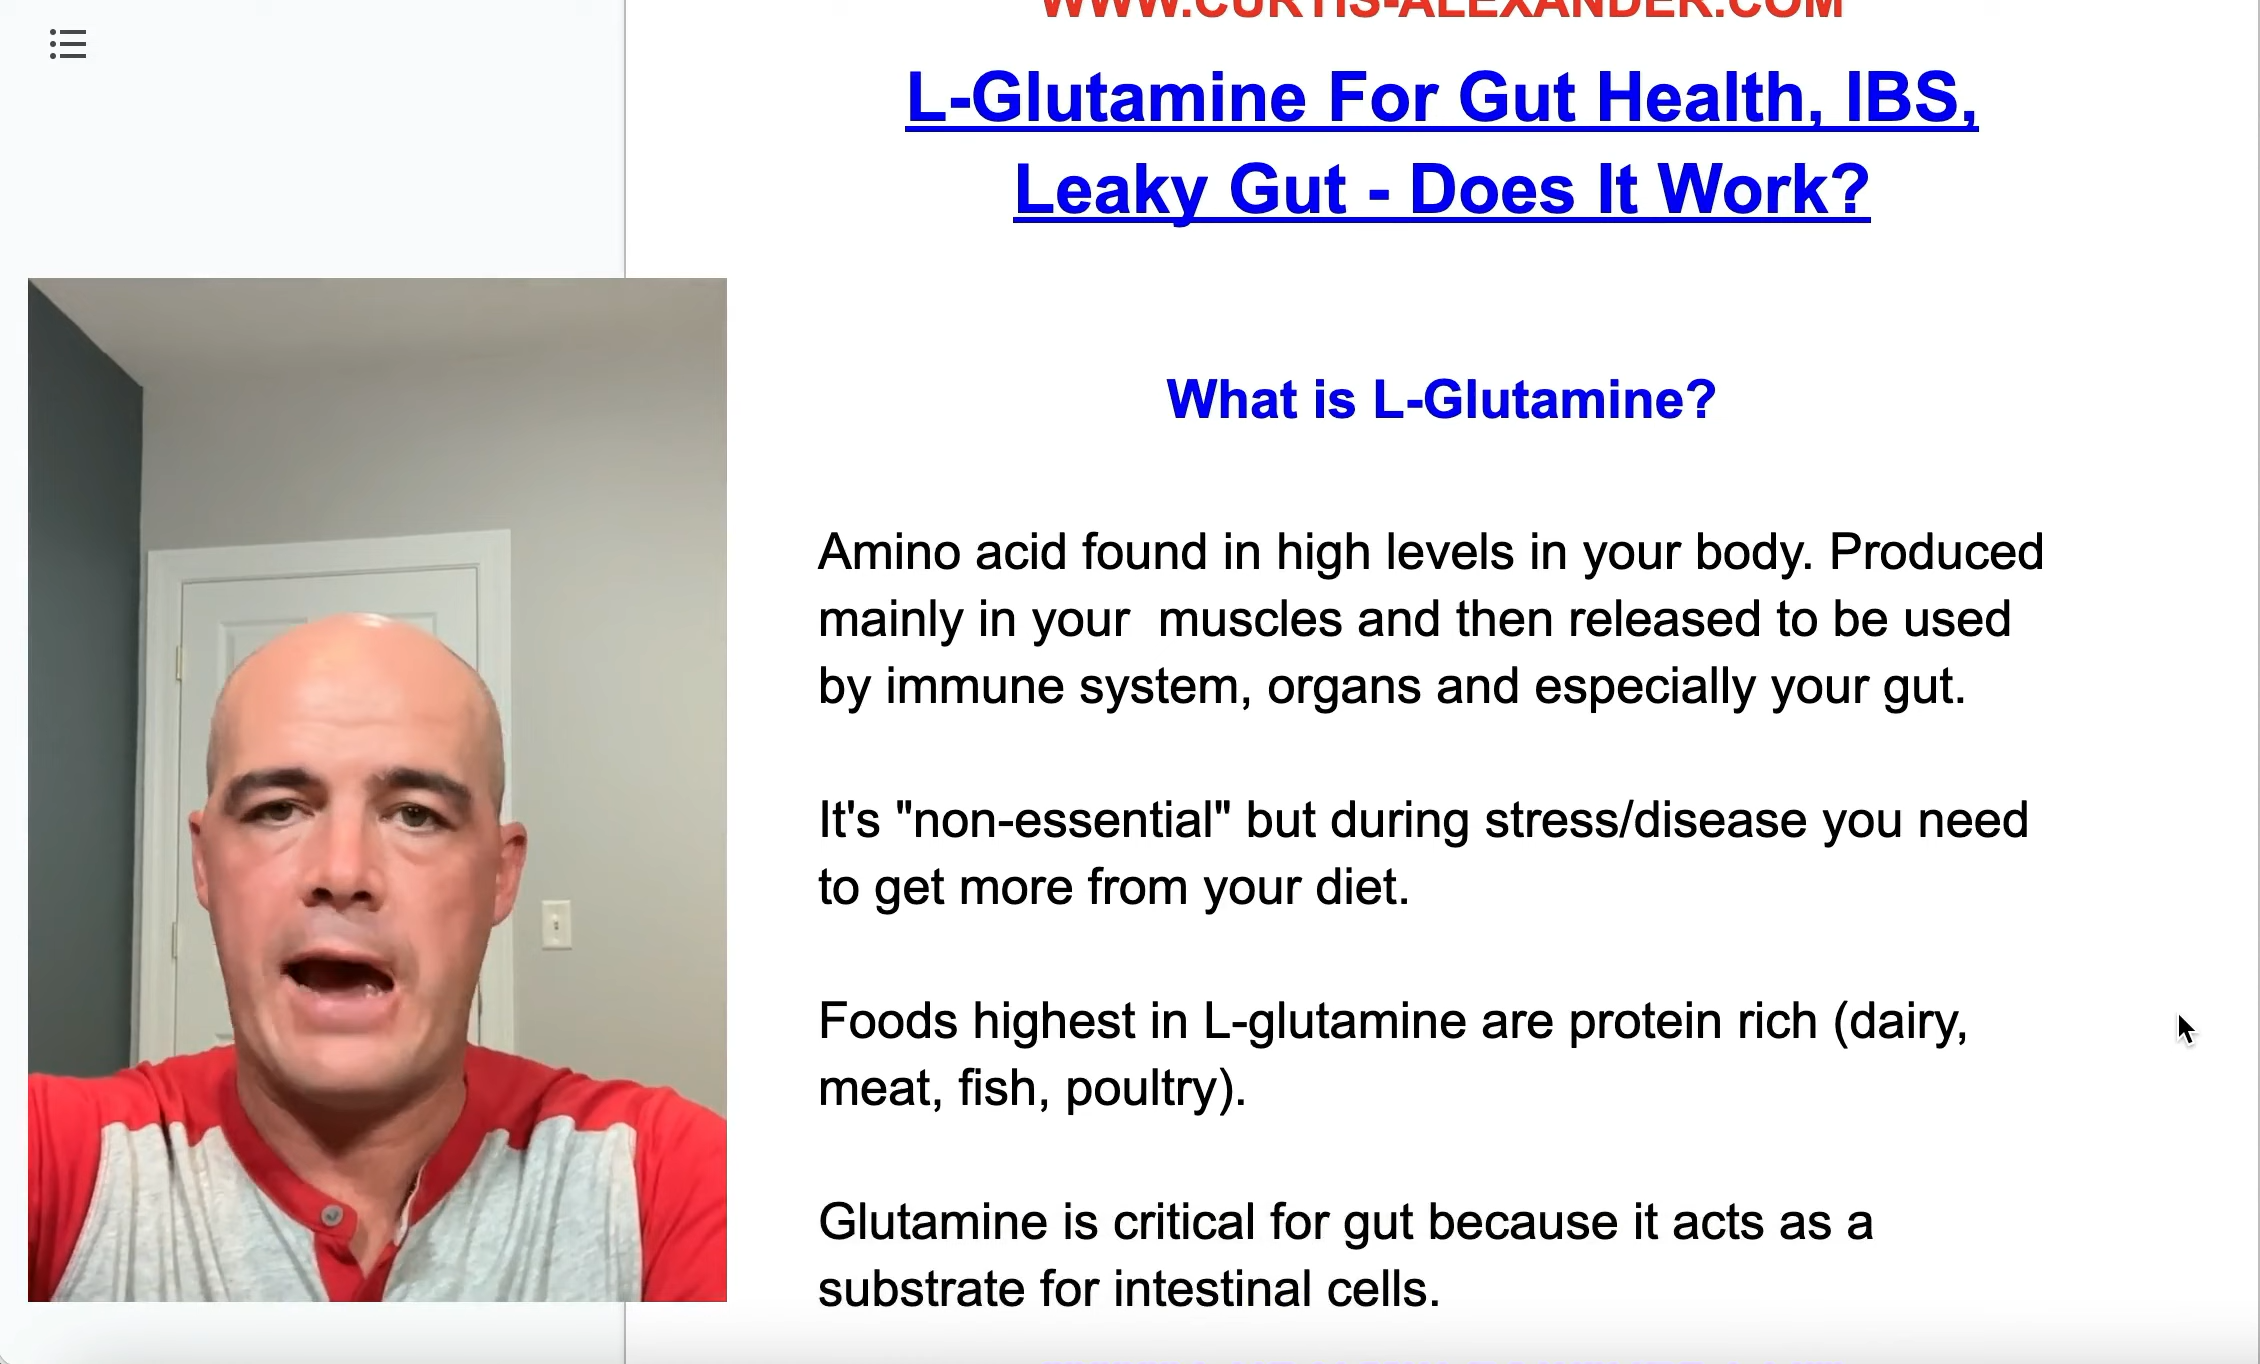 WWW.CURTIS-ALEXANDER.COM
L-Glutamine For Gut Health, IBS,
Leaky Gut - Does It Work?
What is L-Glutamine?
Amino acid found in high levels in your body. Produced
mainly in your  muscles and then released to be used
by immune system, organs and especially your gut.
It's "non-essential" but during stress/disease you need
to get more from your diet.
Foods highest in L-glutamine are protein rich (dairy,
meat, fish, poultry).
Glutamine is critical for gut because it acts as a
substrate for intestinal cells.